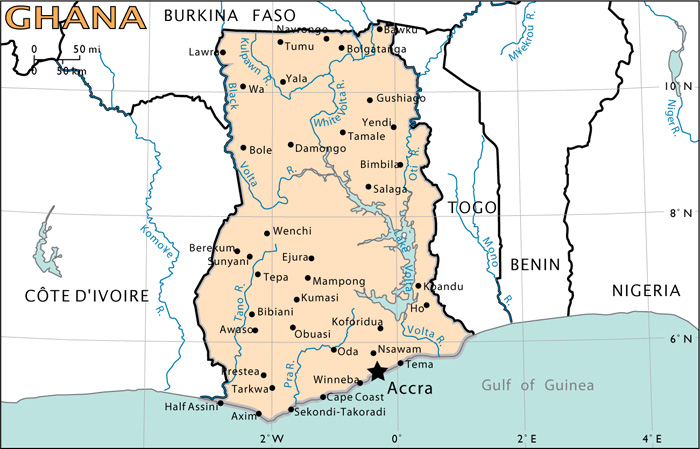 GHANA
BURKINA FASO
0 50 mi
0 50 km
Navrongo
Bawku
Lawra
Tumu
Bolgatanga
Kulpawn R.
Mekrou R.
Yala
Wa
Black
Volta
R.
White Volta R.
Gushiago
10° N
Niger R.
Yendi
Tamale
Bole
Damongo
Bimbila
Oti R.
Salaga
8° N
TOGO
Wenchi
Komoye
R.
Berekum
Sunyani
Ejura
Lake Volta
Mono
R.
BENIN
Tepa
Mampong
Kpandu
NIGERIA
CÔTE D'IVOIRE
Tano R.
Kumasi
Ho
Bibiani
Koforidua
Awaso
Obuasi
Volta R.
6° N
Oda
Nsawam
Tema
Prestea
Pra R.
Tarkwa
Winneba
Accra
Gulf of Guinea
Half Assini
Cape Coast
Axim
Sekondi-Takoradi
2°W
0°
2° E
4° E